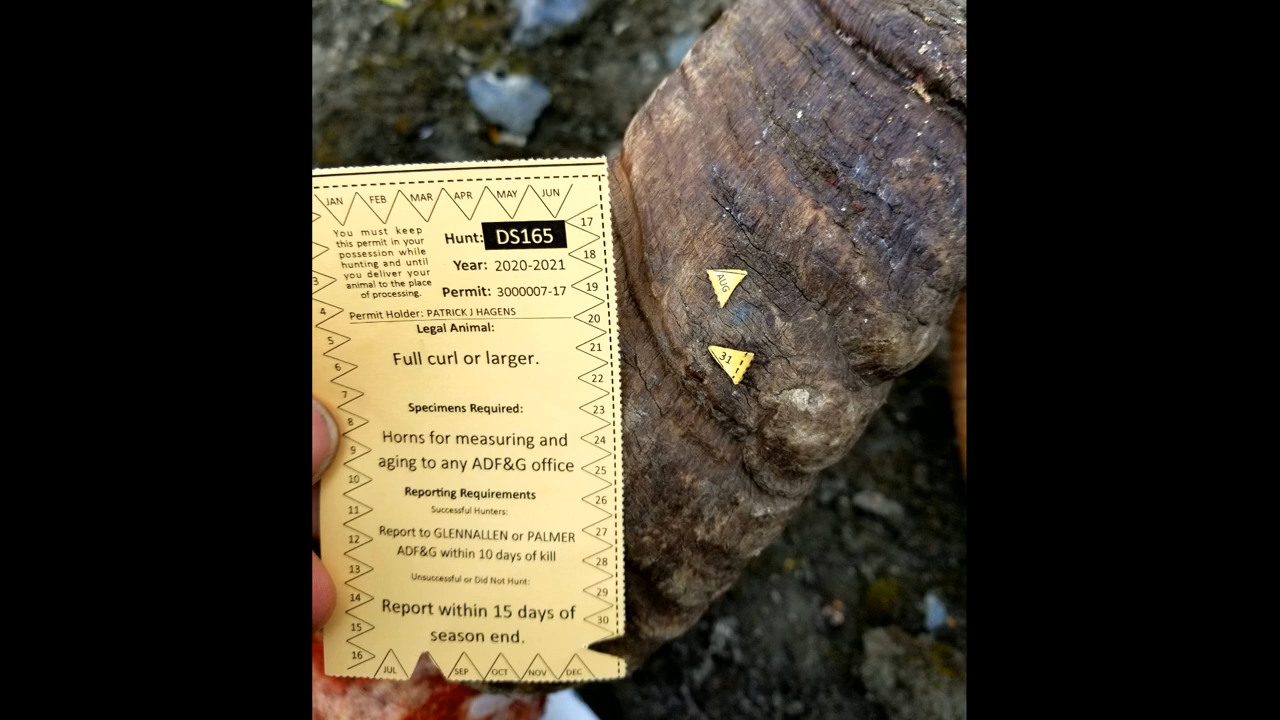 JAN FEB MAR APR MAY JUN
You must keep
this permit in your
possession while
hunting and until
you deliver your
animal to the place
of processing.
Hunt: DS165
Year: 2020-2021
Permit: 3000007-17
Permit Holder: PATRICK J HAGENS
Legal Animal:
Full curl or larger.
Specimens Required:
Horns for measuring and
aging to any ADF&G office
Reporting Requirements
Successful Hunters:
Report to GLENNALLEN or PALMER
ADF&G within 10 days of kill
Unsuccessful or Did Not Hunt:
Report within 15 days of
season end.
3
4
5
6
7
8
9
10
11
12
13
14
15
16
17
18
19
20
21
22
23
24
25
26
27
28
29
30
JUL SEP OCT NOV DEC
AUG
31